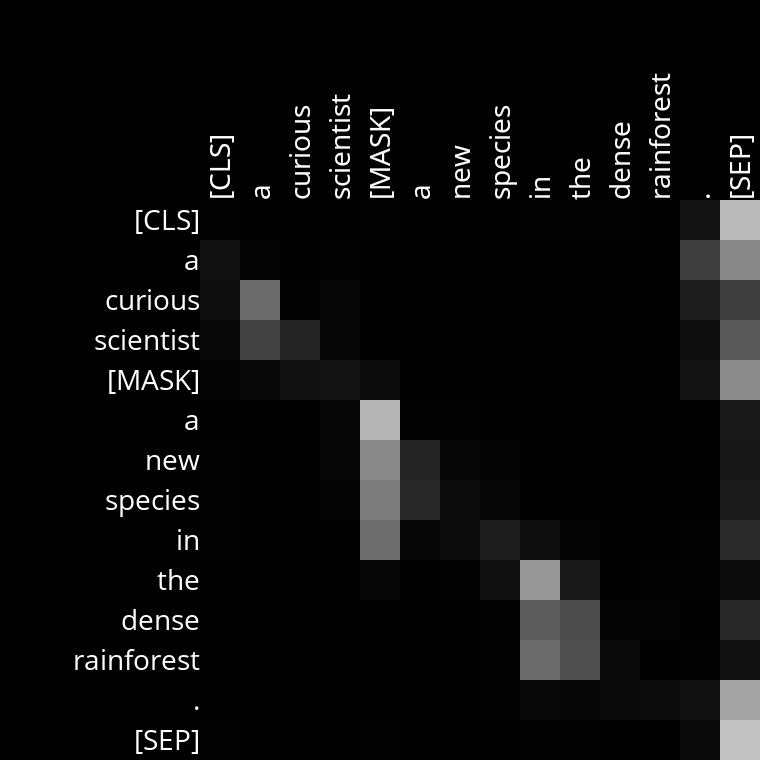 [CLS]
a
curious
scientist
[MASK]
a
new
species
in
the
dense
rainforest
.
[SEP]
[CLS]
a
curious
scientist
[MASK]
a
new
species
in
the
dense
rainforest
.
[SEP]